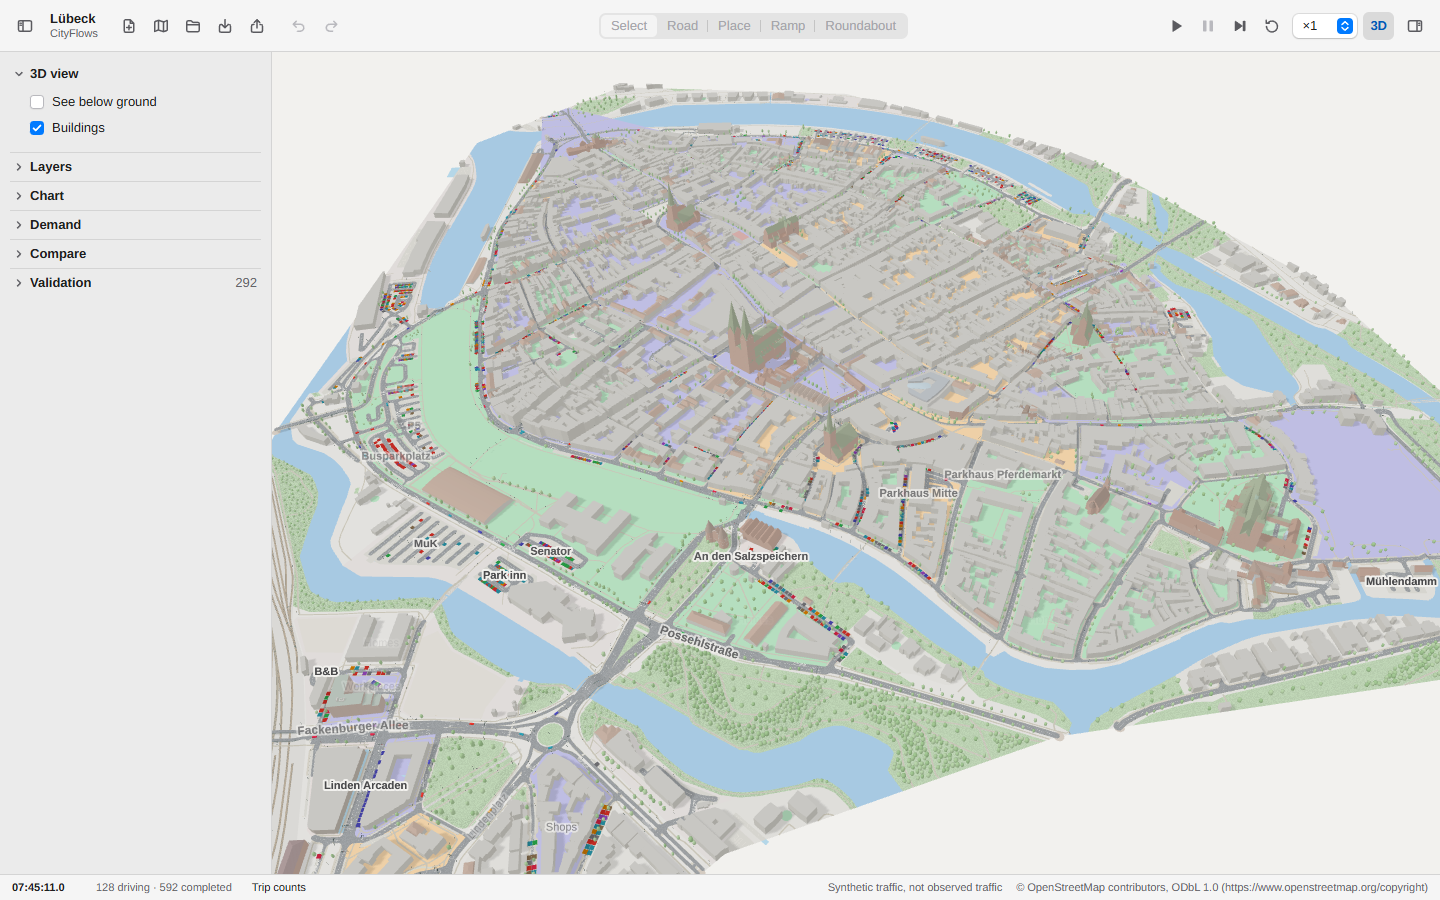 Lübeck
CityFlows
Select
Road
Place
Ramp
Roundabout
×1
3D
3D view
See below ground
Buildings
Layers
Chart
Demand
Compare
Validation
292
Busparkplatz
Parkhaus Pferdemarkt
Parkhaus Mitte
MuK
Senator
Park inn
An den Salzspeichern
Mühlendamm
Possehlstraße
B&B
Fackenburger Allee
Linden Arcaden
Shops
07:45:11.0
128 driving · 592 completed
Trip counts
Synthetic traffic, not observed traffic
© OpenStreetMap contributors, ODbL 1.0 (https://www.openstreetmap.org/copyright)